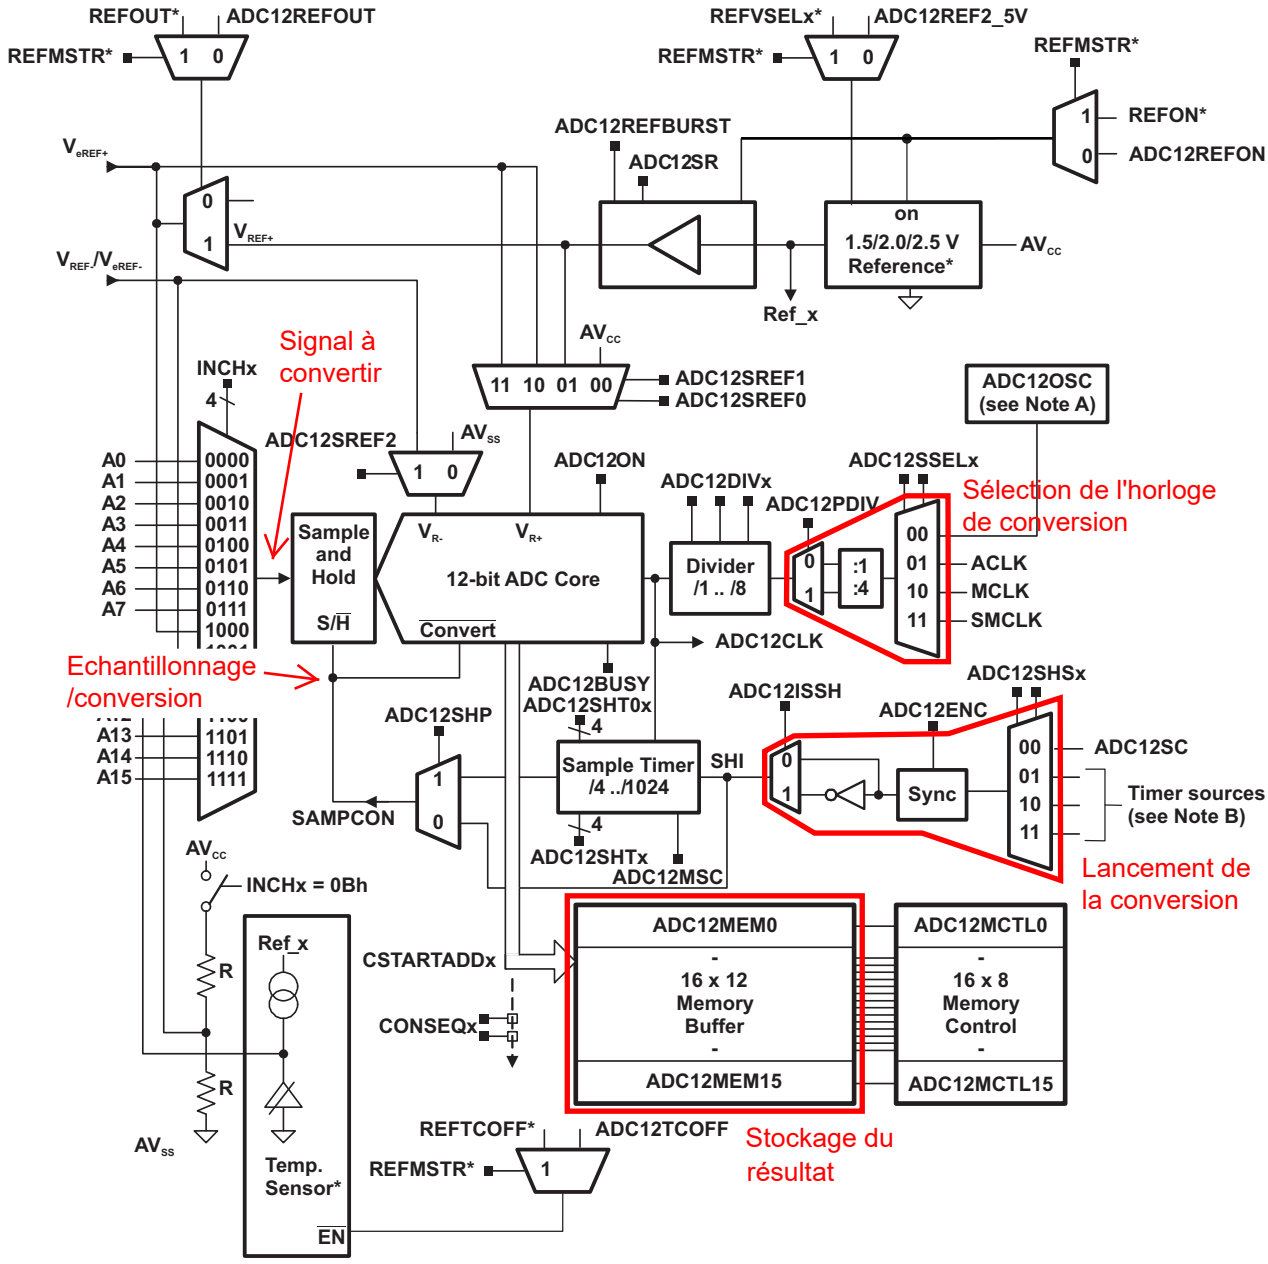 REFOUT* ADC12REFOUT
REFMSTR* 1 0
REFVSELx* ADC12REF2_5V
REFMSTR* 1 0
REFMSTR*
1 REFON*
0 ADC12REFON
VeREF+
ADC12REFBURST
ADC12SR
0
1 VREF+
VREF-/VeREF-
on
1.5/2.0/2.5 V
Reference*
AVCC
Ref_x
Signal à
convertir
AVCC
11 10 01 00
ADC12SREF1
ADC12SREF0
INCHx
4
ADC12SREF2
AVSS
1 0
ADC12OSC
(see Note A)
A0 0000
A1 0001
A2 0010
A3 0011
A4 0100
A5 0101
A6 0110
A7 0111
1000
Sample
and
Hold
S/H
VR- VR+
12-bit ADC Core
Convert
ADC12ON
ADC12DIVx
Divider
/1 .. /8
ADC12PDIV
0
1
:1
:4
ADC12SSELx
00
01 ACLK
10 MCLK
11 SMCLK
Sélection de l'horloge
de conversion
ADC12CLK
Echantillonnage
/conversion
A13 1101
A14 1110
A15 1111
ADC12BUSY
ADC12SHT0x
4
ADC12SHP
1
0
SAMPCON
Sample Timer
/4 ../1024
4
ADC12SHTx
ADC12MSC
SHI
ADC12ISSH
0
1
ADC12ENC
Sync
ADC12SHSx
00 ADC12SC
01
10
11
Timer sources
(see Note B)
Lancement de
la conversion
AVCC
INCHx = 0Bh
R
R
AVSS
Ref_x
Temp.
Sensor*
EN
CSTARTADDx
CONSEQx
ADC12MEM0
-
16 x 12
Memory
Buffer
-
ADC12MEM15
ADC12MCTL0
-
16 x 8
Memory
Control
-
ADC12MCTL15
Stockage du
résultat
REFTCOFF* ADC12TCOFF
REFMSTR* 1